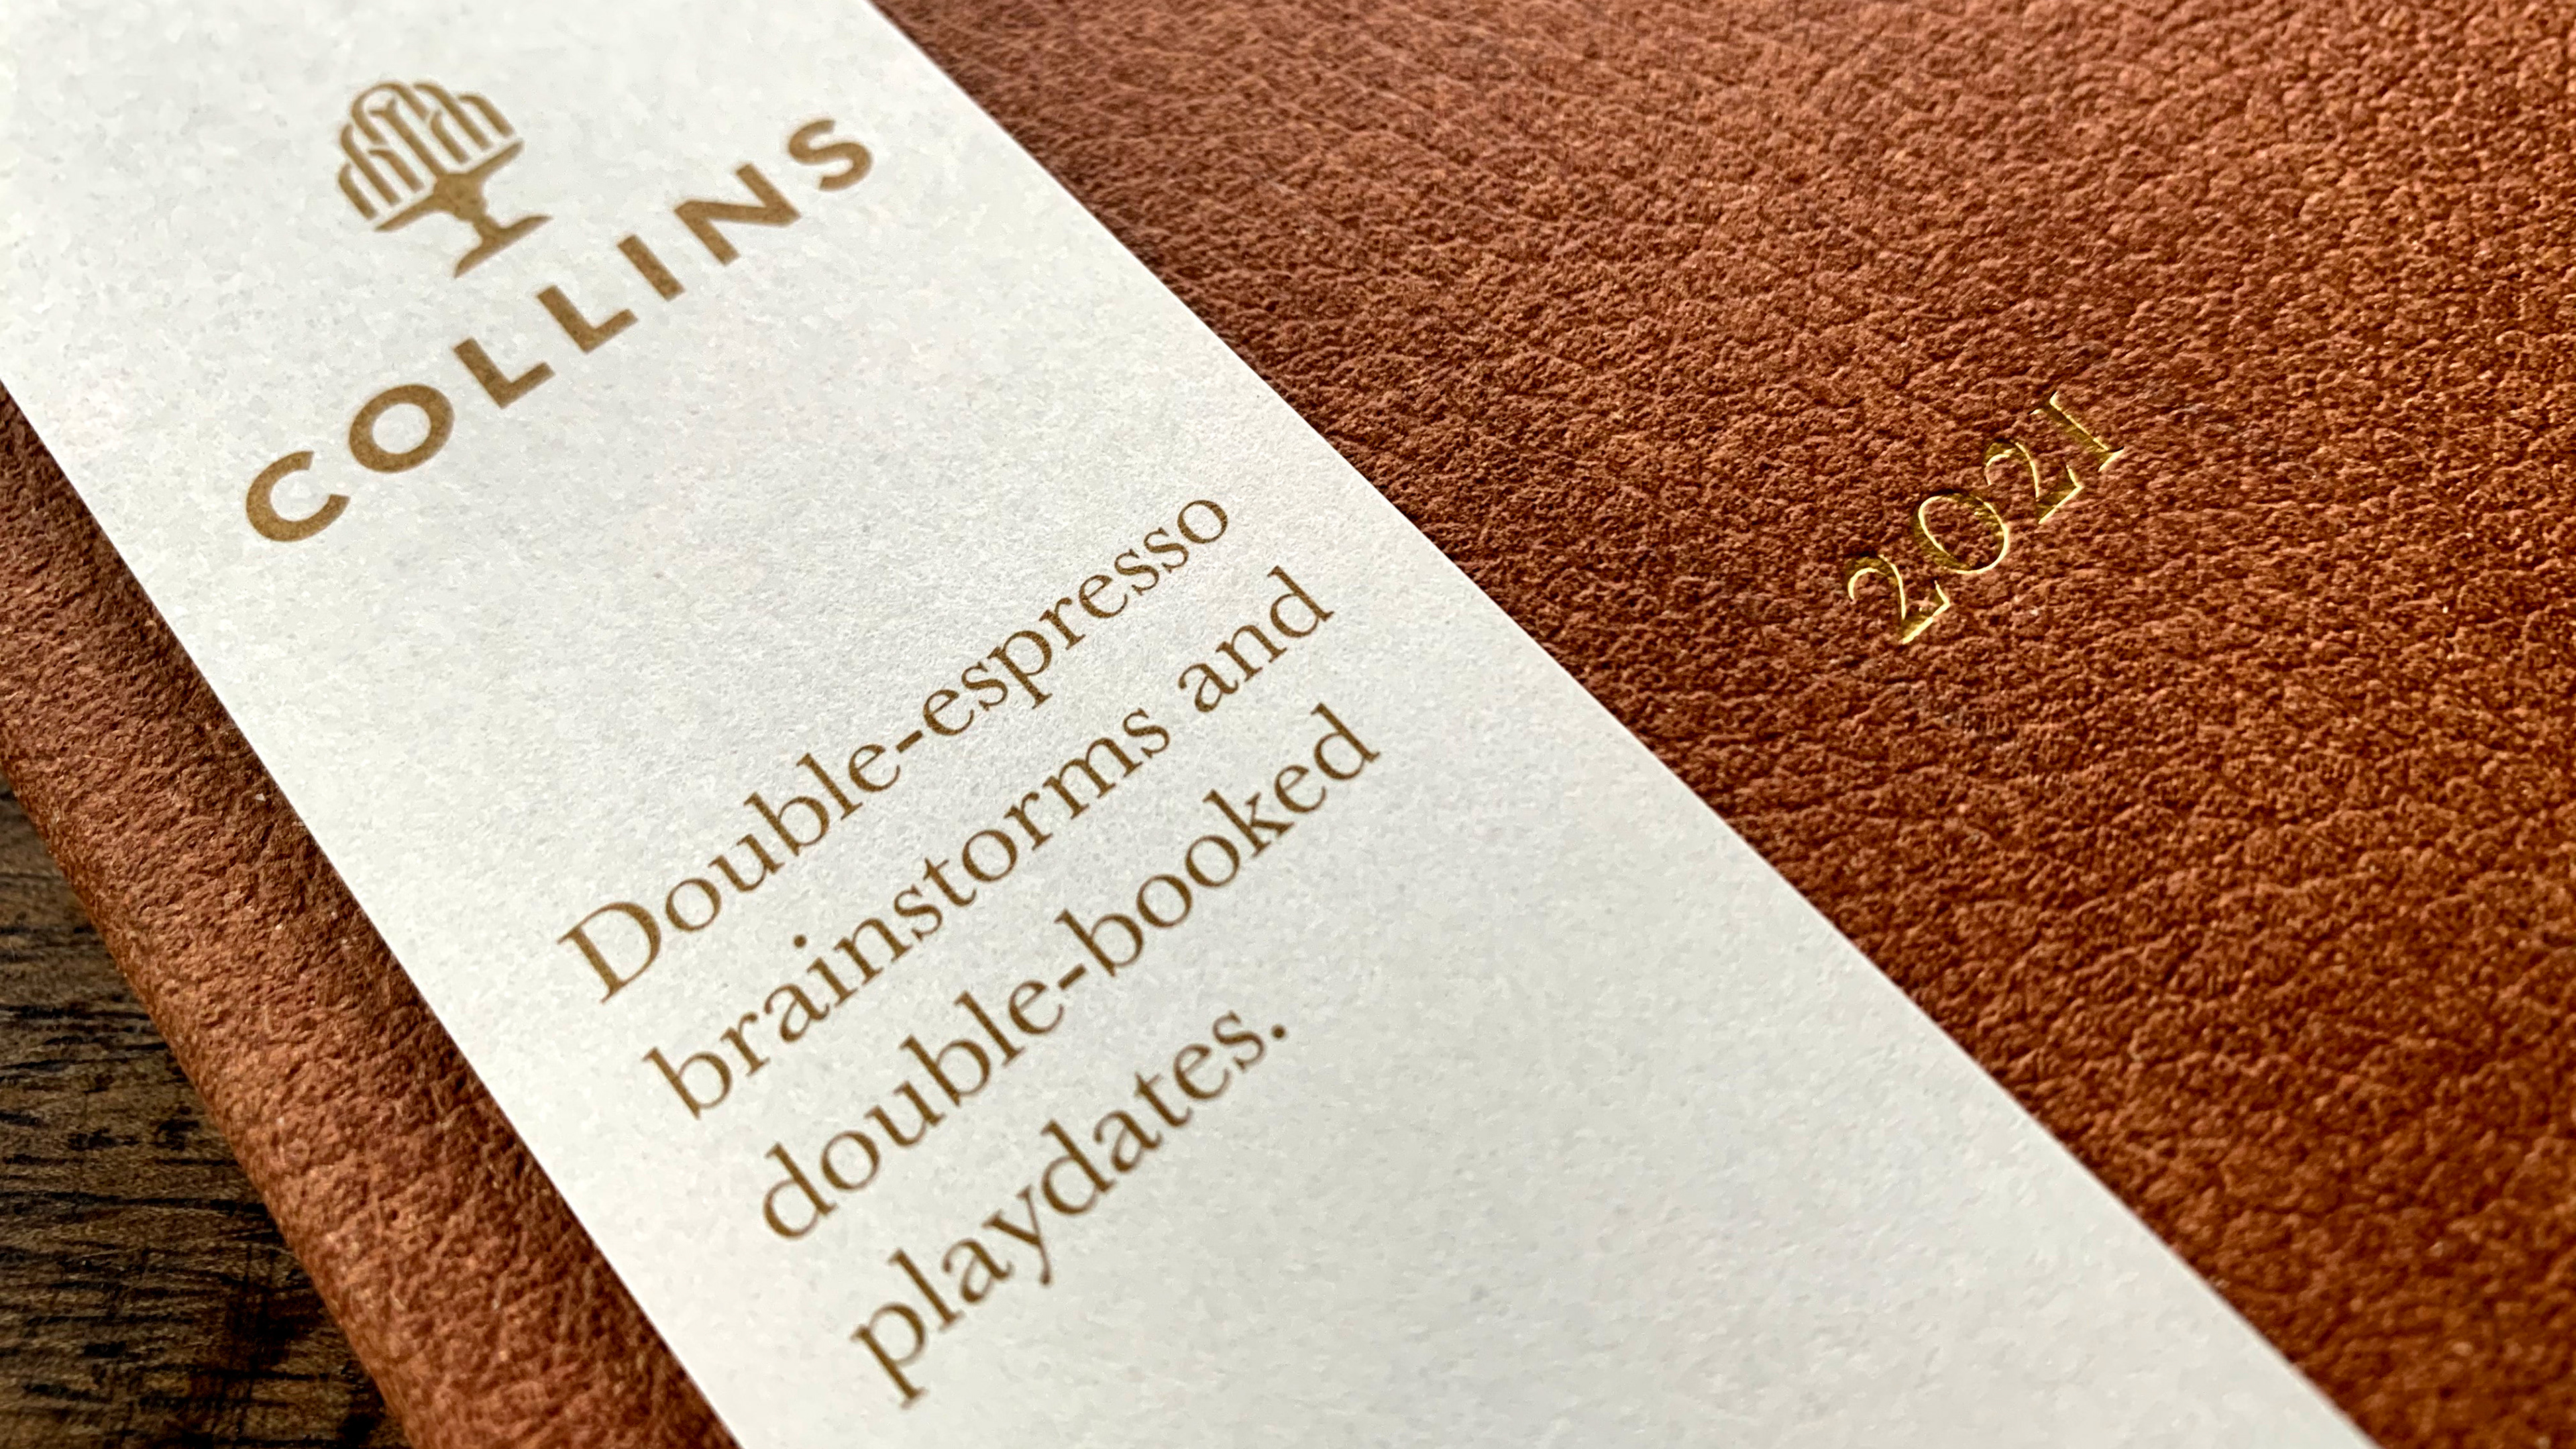 COLLINS
Double-espresso
brainstorms and
double-booked
playdates.
2021